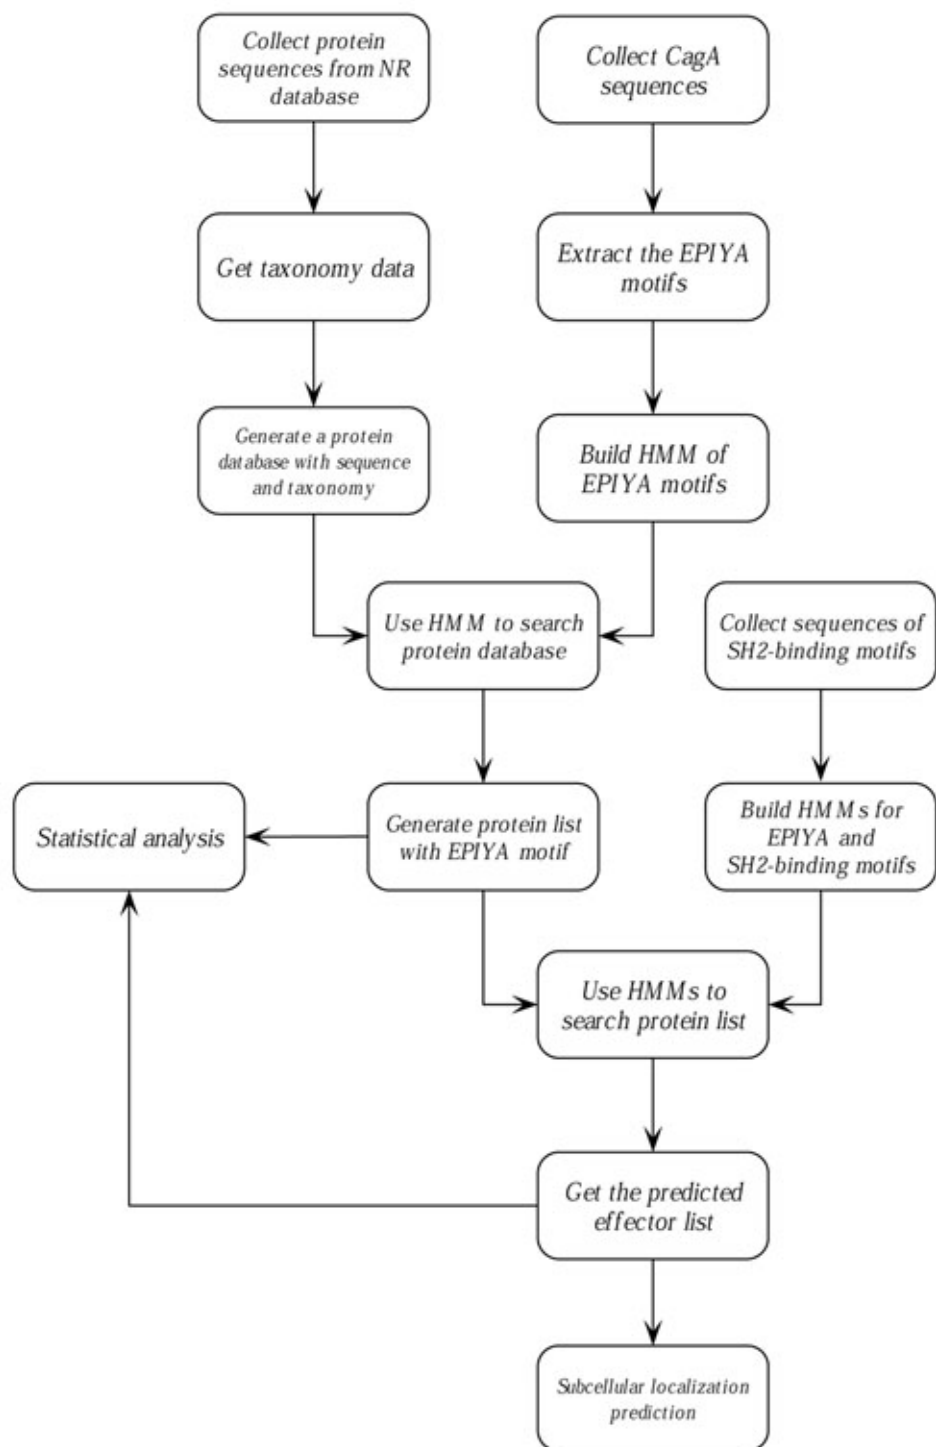 Collect protein
sequences from NR
database
Collect CagA
sequences
Get taxonomy data
Extract the EPIYA
motifs
Generate a protein
database with sequence
and taxonomy
Build HMM of
EPIYA motifs
Use HMM to search
protein database
Collect sequences of
SH2-binding motifs
Statistical analysis
Generate protein list
with EPIYA motif
Build HMMs for
EPIYA and
SH2-binding motifs
Use HMMs to
search protein list
Get the predicted
effector list
Subcellular localization
prediction